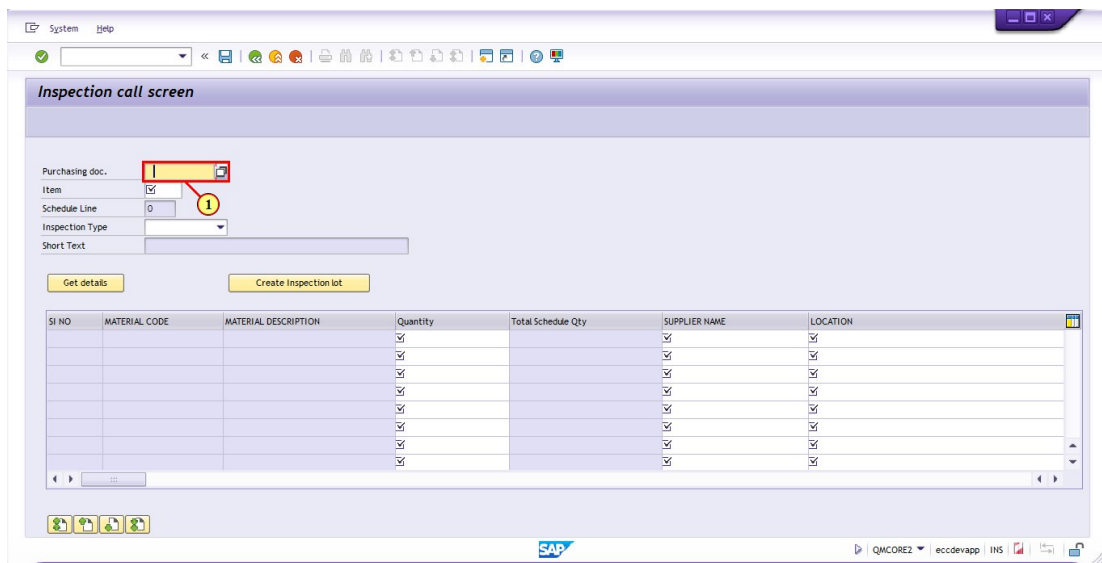 System Help
«
Inspection call screen
Purchasing doc.
1
Item
Schedule Line 0
Inspection Type
Short Text
Get details Create Inspection lot
SI NO MATERIAL CODE MATERIAL DESCRIPTION Quantity Total Schedule Qty SUPPLIER NAME LOCATION
SAP
QMCORE2 eccdevapp INS